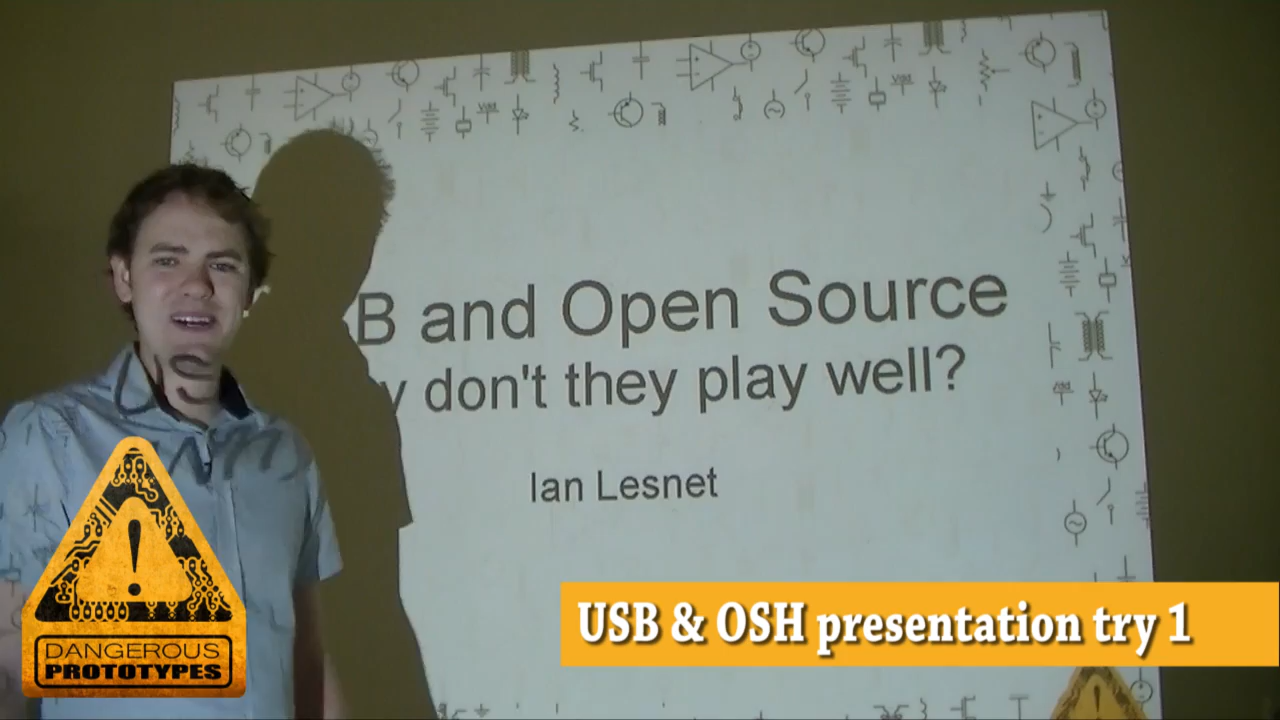 B and Open Source
y don't they play well?
Ian Lesnet
USB & OSH presentation try 1
DANGEROUS
PROTOTYPES